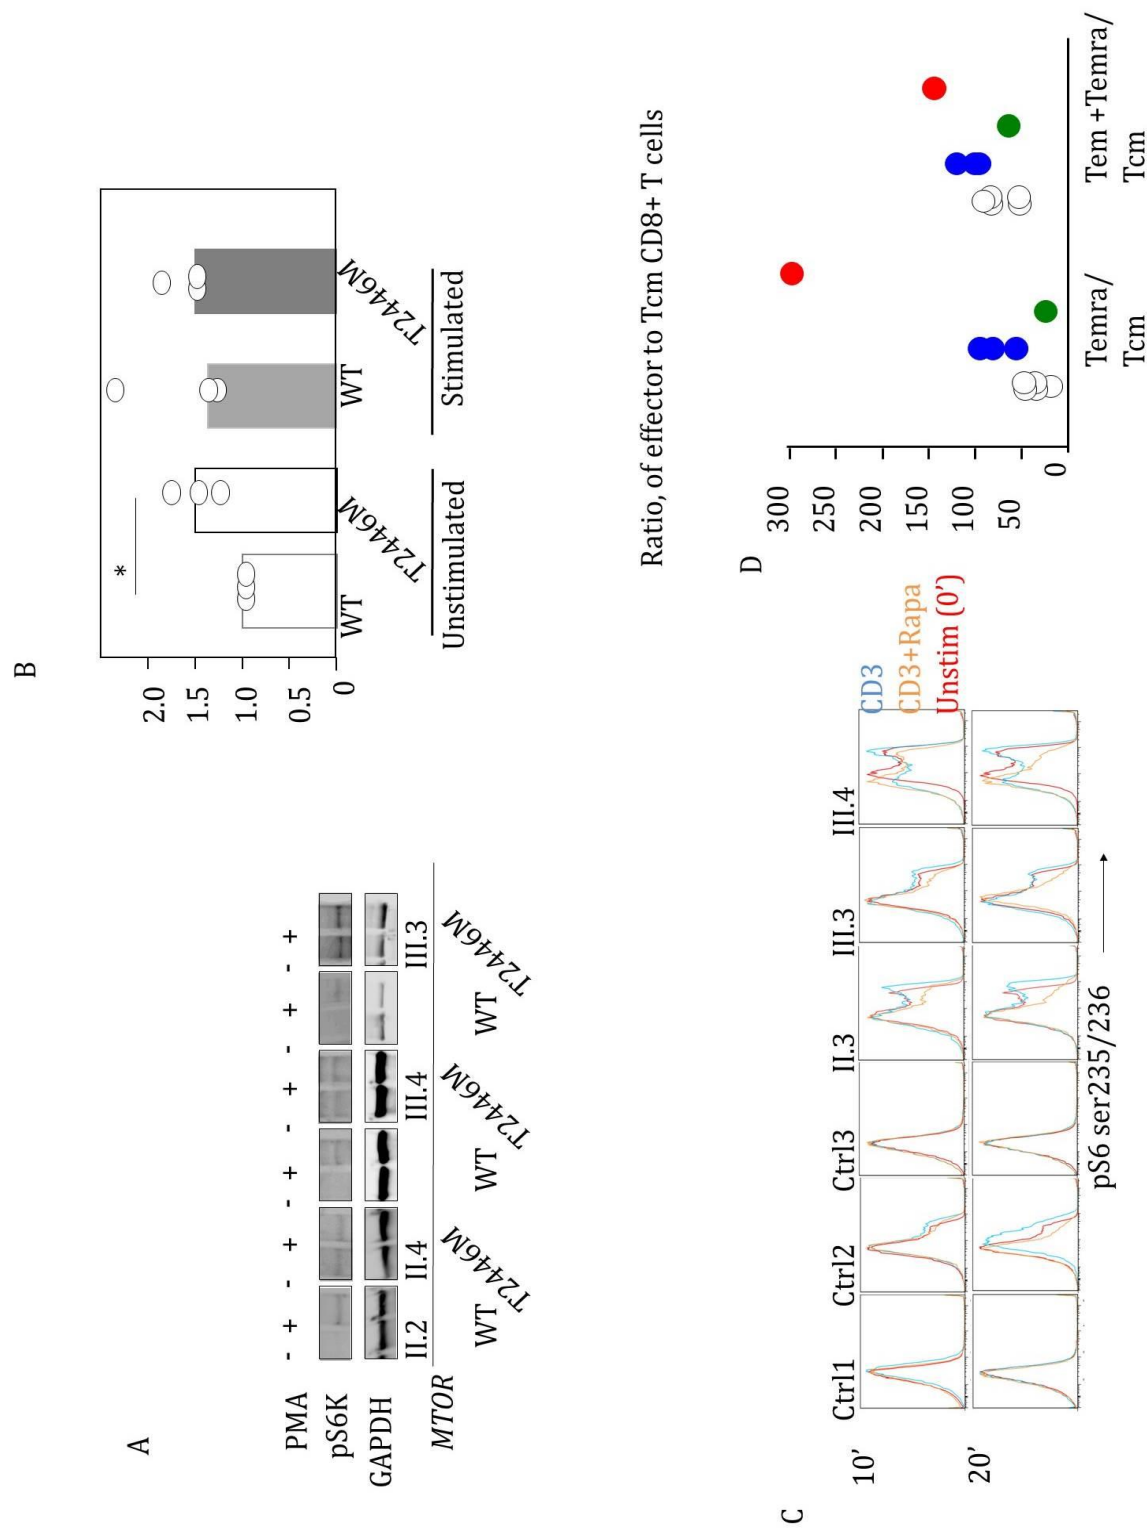 A
PMA - + - + - + - + - + - +
pS6K
GAPDH
II.2 II.4 III.4 III.3
MTOR WT T2446M WT T2446M WT T2446M
B
2.0
1.5
1.0
0.5
0
*
WT T2446M WT T2446M
Unstimulated Stimulated
C
Ctrl1 Ctrl2 Ctrl3 II.3 III.3 III.4
10'
20'
CD3
CD3+Rapa
Unstim (0')
pS6 ser235/236
Ratio, of effector to Tcm CD8+ T cells
D
300
250
200
150
100
50
0
Temra/
Tcm
Tem +Temra/
Tcm